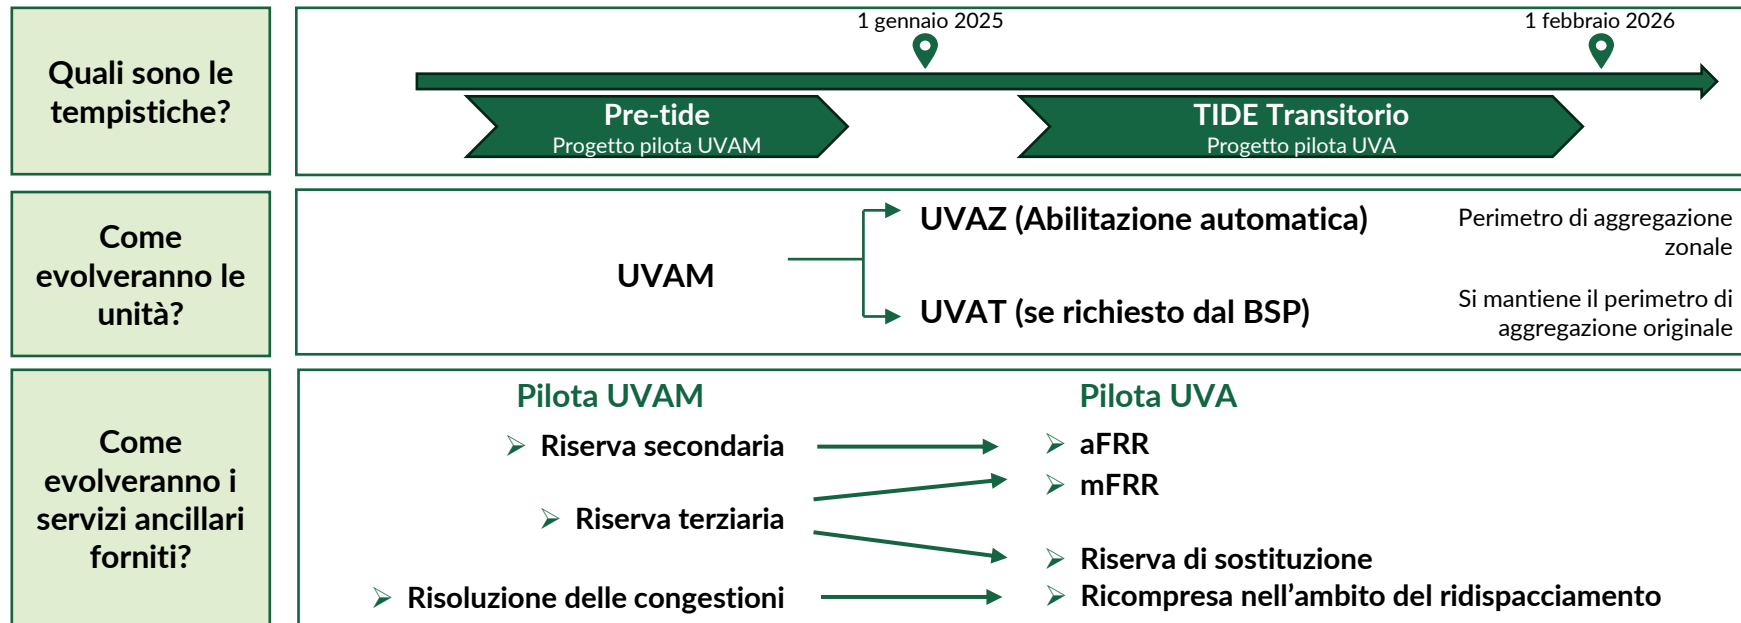 Quali sono le
tempistiche?
1 gennaio 2025
1 febbraio 2026
Pre-tide
Progetto pilota UVAM
TIDE Transitorio
Progetto pilota UVA
Come
evolveranno le
unità?
UVAM
UVAZ (Abilitazione automatica)
Perimetro di aggregazione
zonale
UVAT (se richiesto dal BSP)
Si mantiene il perimetro di
aggregazione originale
Come
evolveranno i
servizi ancillari
forniti?
Pilota UVAM
➤ Riserva secondaria
➤ Riserva terziaria
➤ Risoluzione delle congestioni
Pilota UVA
➤ aFRR
➤ mFRR
➤ Riserva di sostituzione
➤ Ricompresa nell’ambito del ridispacciamento